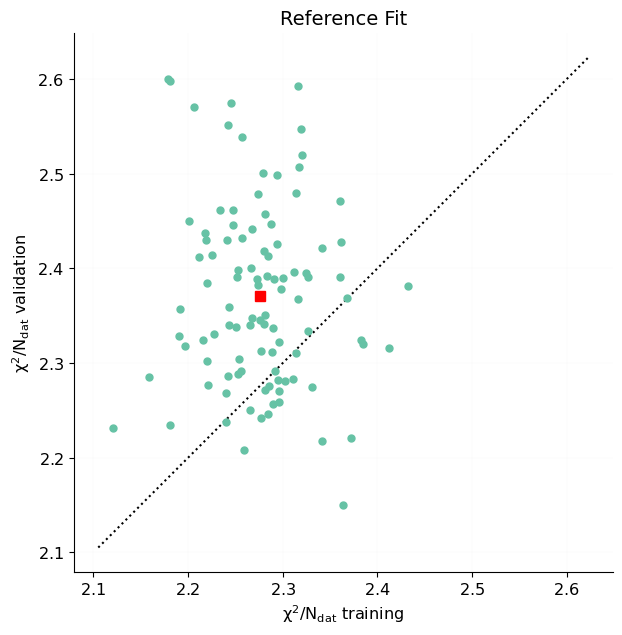 Reference Fit
χ²/N_dat validation
2.6
2.5
2.4
2.3
2.2
2.1
2.1 2.2 2.3 2.4 2.5 2.6
χ²/N_dat training